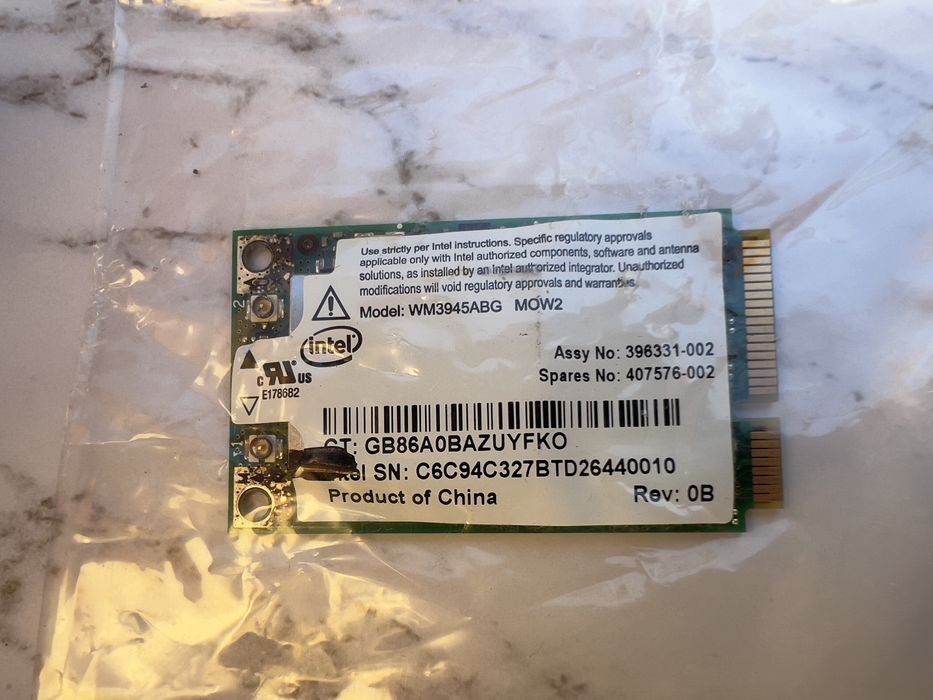 Use strictly per Intel instructions. Specific regulatory approvals
applicable only with Intel authorized components, software and antenna
solutions, as installed by an Intel authorized integrator. Unauthorized
modifications will void regulatory approvals and warranties.
Model: WM3945ABG MOW2
2
intel
Assy No: 396331-002
Spares No: 407576-002
C US
E178682
CT: GB86A0BAZUYFKO
1
Intel SN: C6C94C327BTD26440010
Product of China Rev: 0B